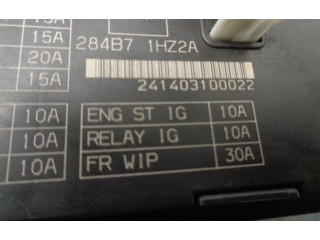 15A
15A
20A
15A
284B7 1HZ2A
241403100022
10A ENG ST IG 10A
10A RELAY IG 10A
10A FR WIP 30A